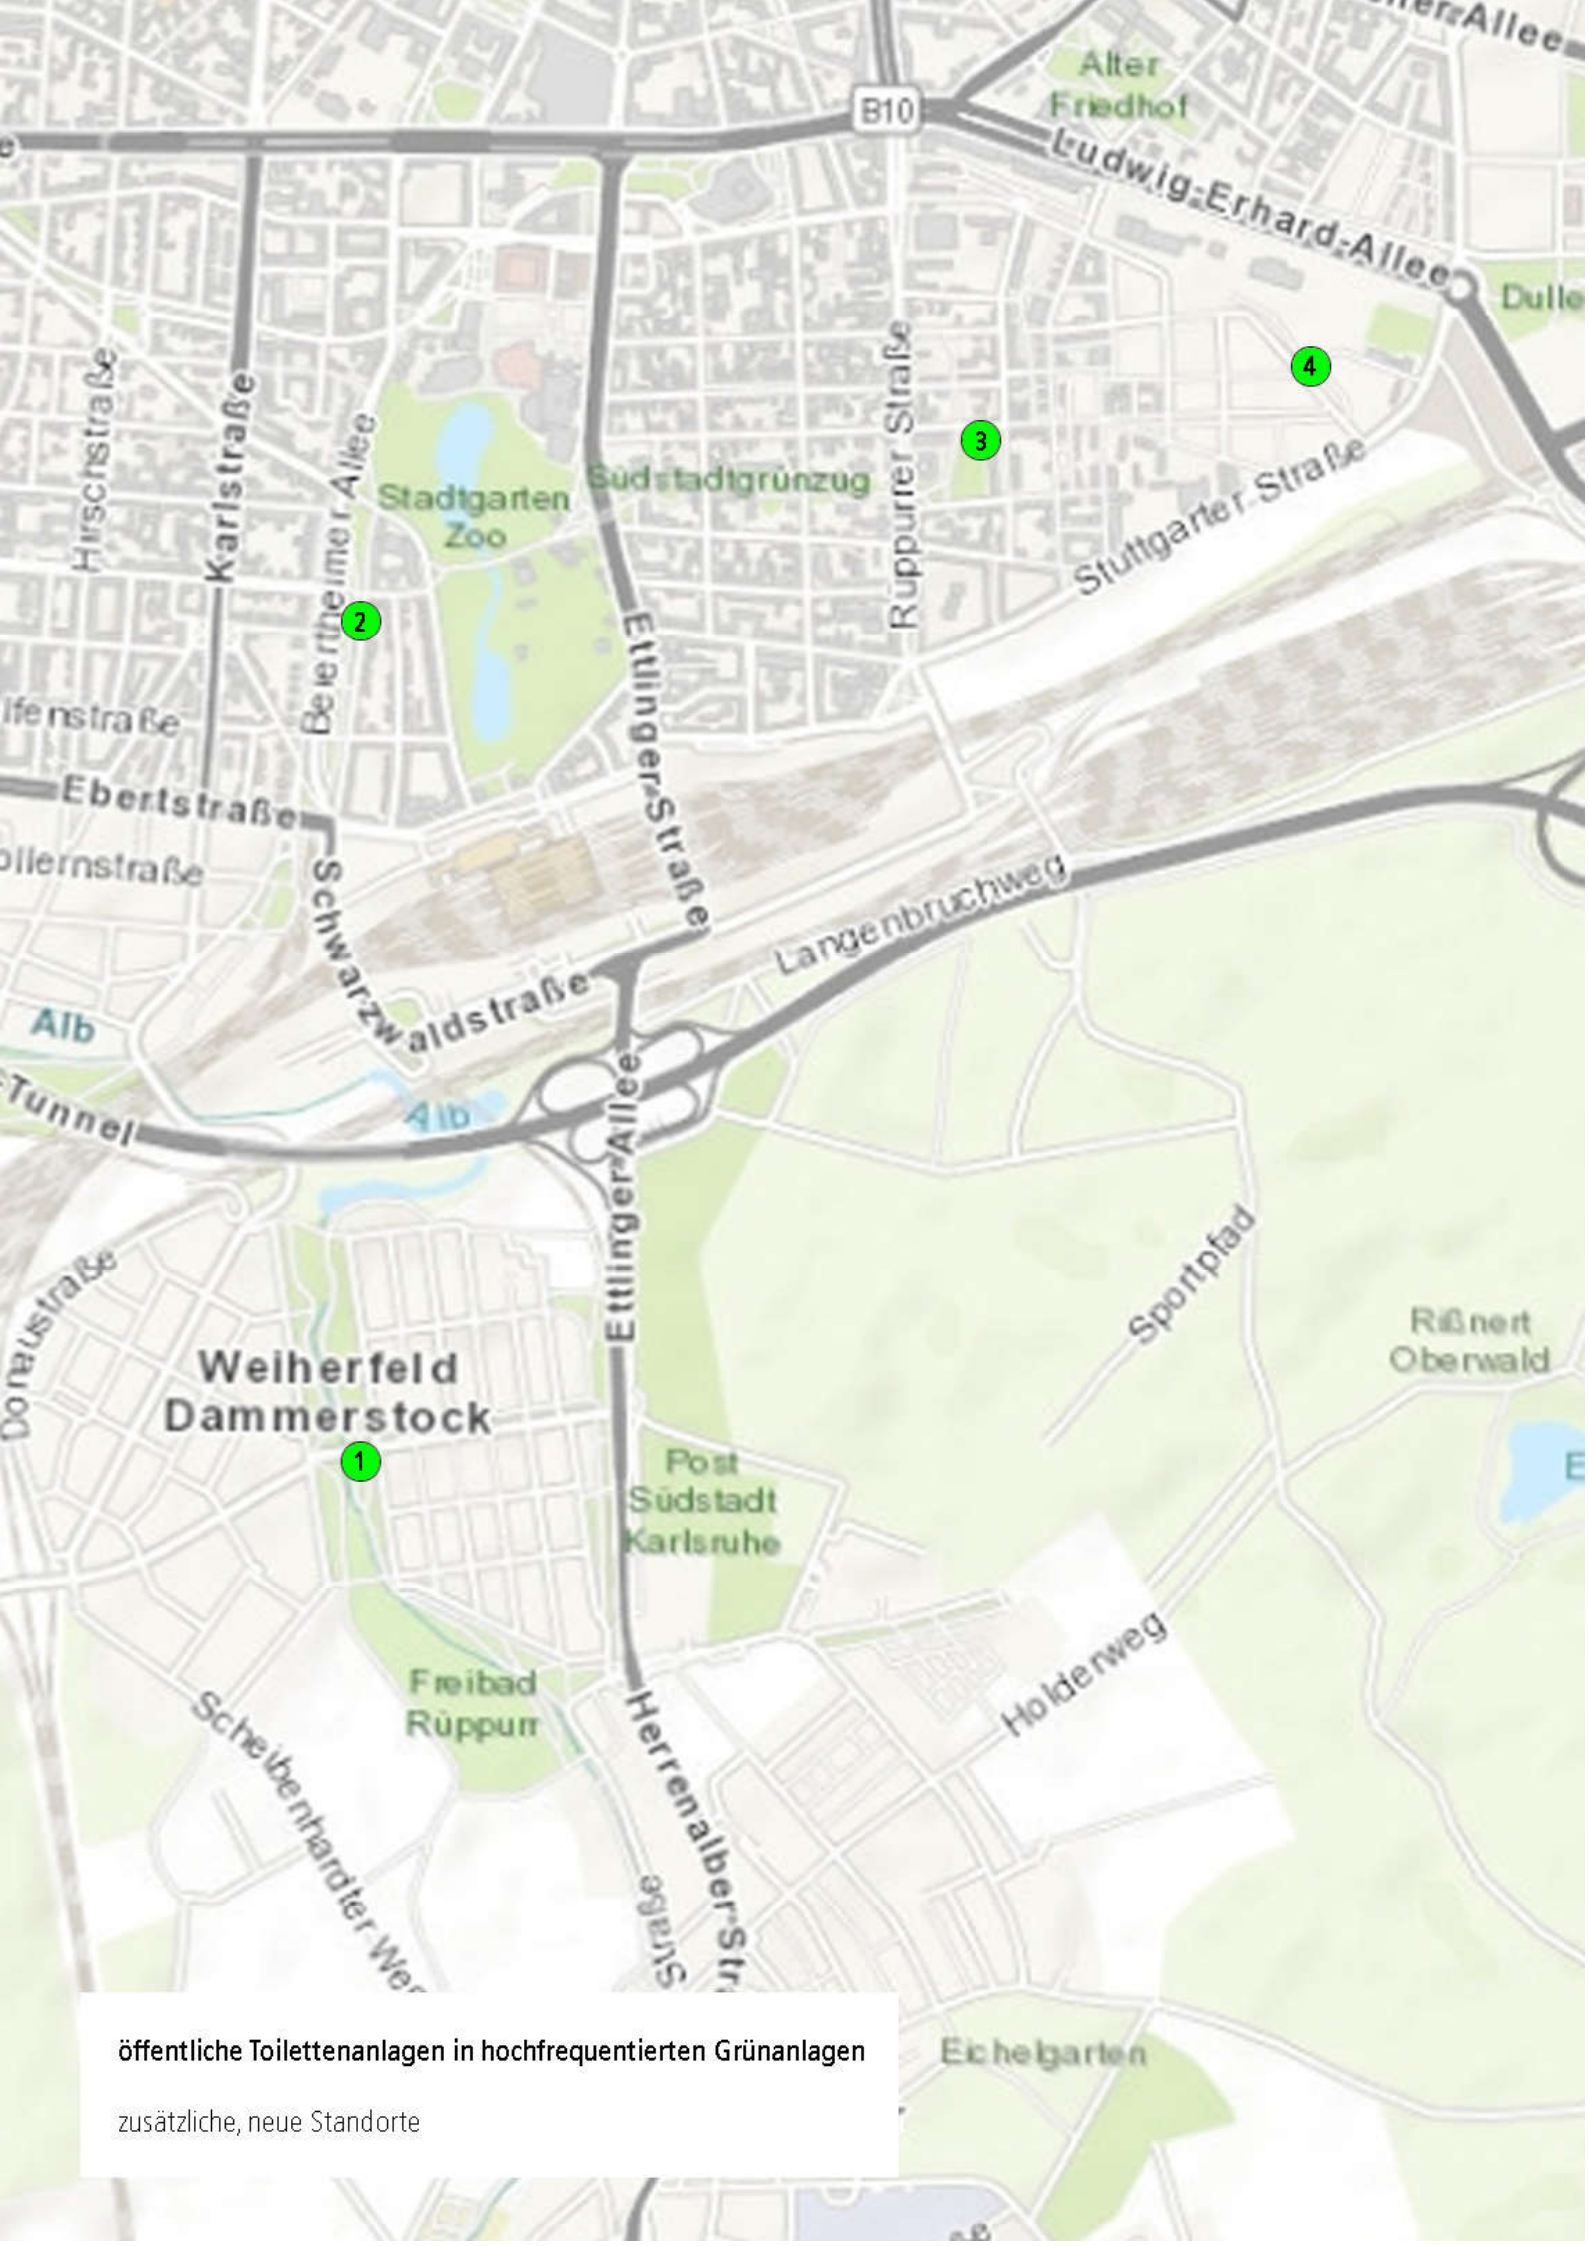 Alter
Friedhof
B10
Ludwig-Erhard-Allee
Dulle
Hirschstraße
Karlstraße
Beiertheimer Allee
Stadtgarten
Zoo
Südstadtgrünzug
Rüppurrer Straße
3
4
Stuttgarter Straße
2
Ettlinger-Straße
ifenstraße
Ebertstraße
ollernstraße
Schwarzwaldstraße
Langenbruchweg
Alb
-Tunnel
Alb
Ettlinger-Allee
Donaustraße
Sportpfad
Rißnert
Oberwald
Weiherfeld
Dammerstock
1
Post
Südstadt
Karlsruhe
E
Freibad
Rüppurr
Holderweg
Scheibenhardter Weg
Herrenalber-Str
Straße
öffentliche Toilettenanlagen in hochfrequentierten Grünanlagen
zusätzliche, neue Standorte
Eichelgarten